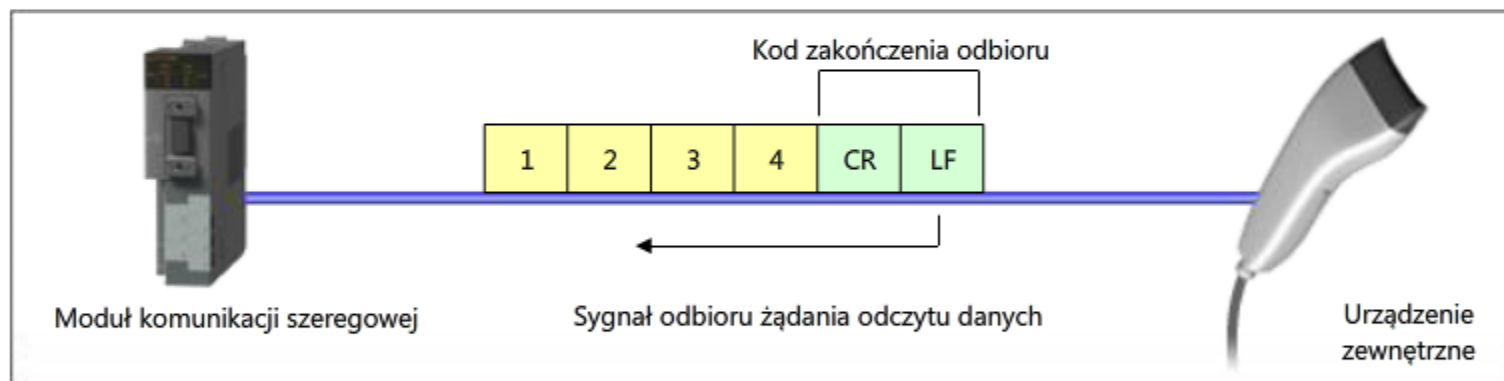 Kod zakończenia odbioru
1 2 3 4 CR LF
Moduł komunikacji szeregowej
Sygnał odbioru żądania odczytu danych
Urządzenie
zewnętrzne